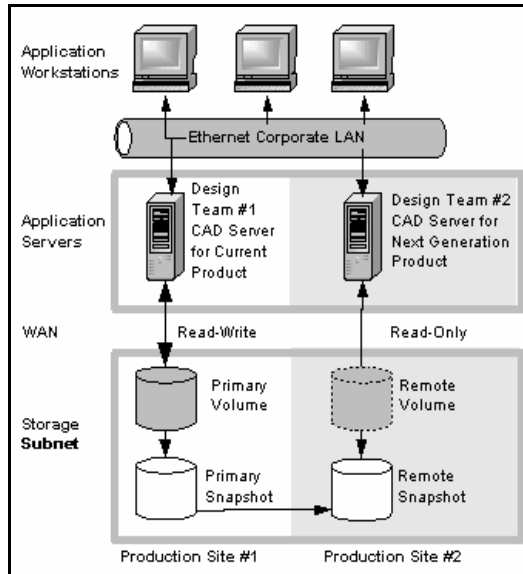 Application
Workstations
Ethernet Corporate LAN
Application
Servers
Design
Team #1
CAD Server
for Current
Product
Design Team #2
CAD Server for
Next Generation
Product
WAN
Read-Write
Read-Only
Storage
Subnet
Primary
Volume
Remote
Volume
Primary
Snapshot
Remote
Snapshot
Production Site #1
Production Site #2